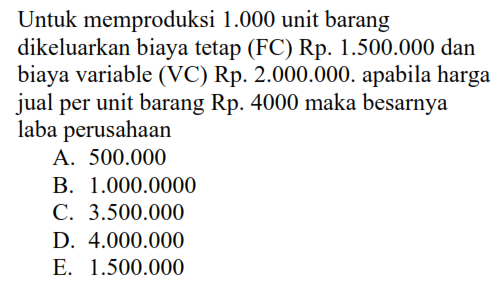 Untuk memproduksi 1.000 unit barang
dikeluarkan biaya tetap (FC) Rp. 1.500.000 dan
biaya variable (VC) Rp. 2.000.000. apabila harga
jual per unit barang Rp. 4000 maka besarnya
laba perusahaan
A. 500.000
B. 1.000.0000
C. 3.500.000
D. 4.000.000
E. 1.500.000